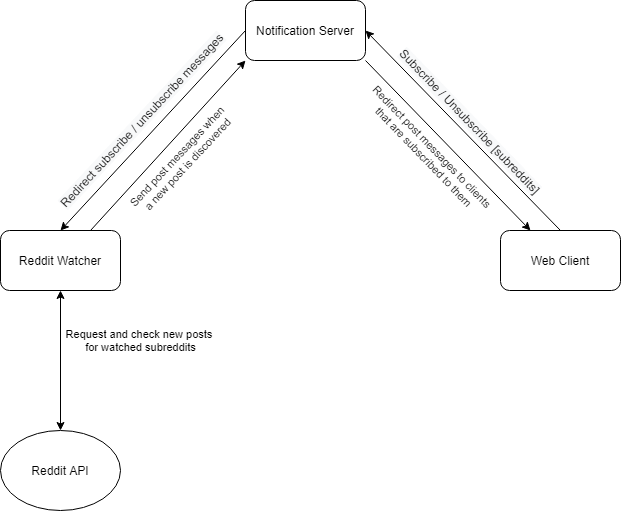 Notification Server
Redirect subscribe / unsubscribe messages
Send post messages when
a new post is discovered
Subscribe / Unsubscribe [subreddits]
Redirect post messages to clients
that are subscribed to them
Reddit Watcher
Web Client
Request and check new posts
for watched subreddits
Reddit API